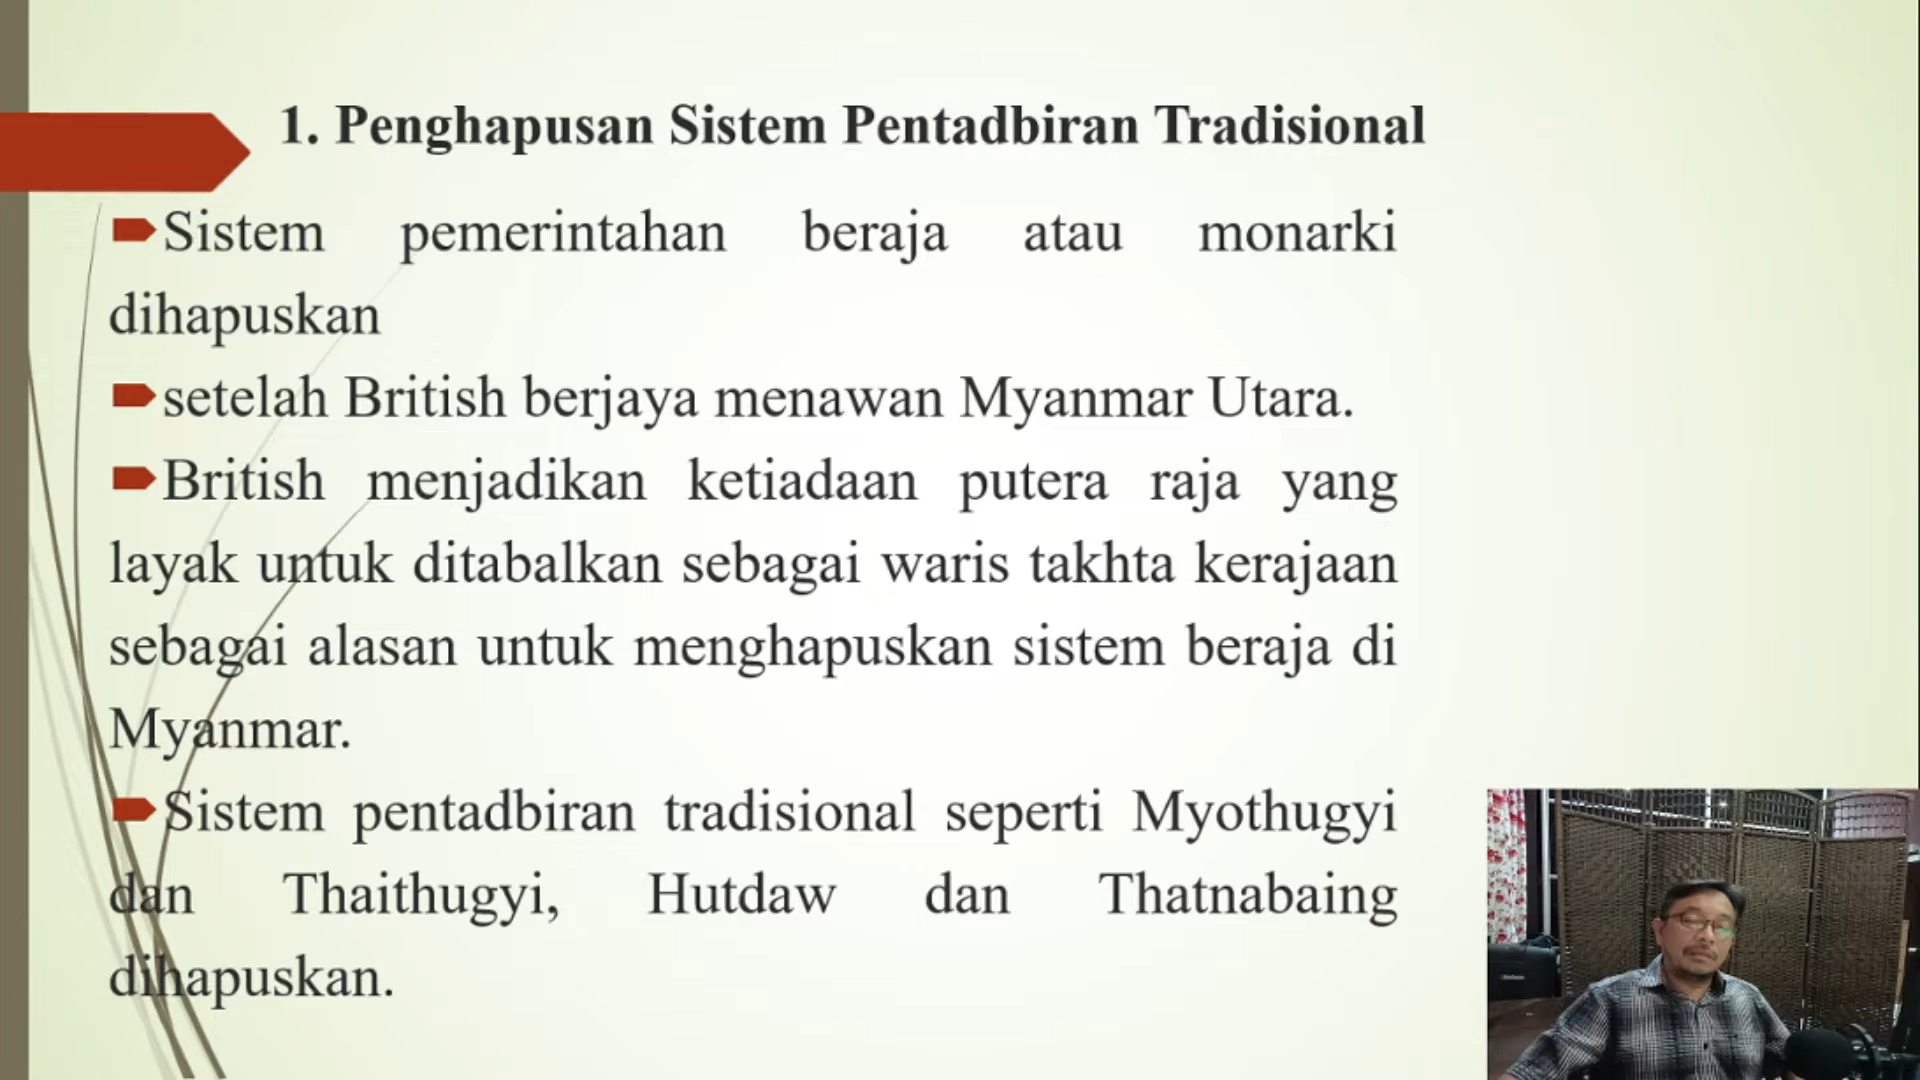 1. Penghapusan Sistem Pentadbiran Tradisional
Sistem pemerintahan beraja atau monarki
dihapuskan
setelah British berjaya menawan Myanmar Utara.
British menjadikan ketiadaan putera raja yang
layak untuk ditabalkan sebagai waris takhta kerajaan
sebagai alasan untuk menghapuskan sistem beraja di
Myanmar.
Sistem pentadbiran tradisional seperti Myothugyi
dan Thaithugyi, Hutdaw dan Thatnabaing
dihapuskan.